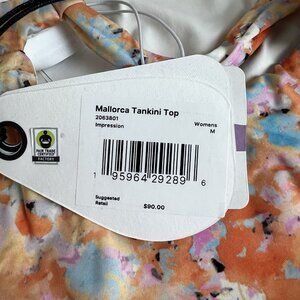 Mallorca Tankini Top
2063801
Impression
Womens
M
FAIR TRADE
CERTIFIED
FACTORY
1 95964 29289 6
Suggested
Retail
$90.00